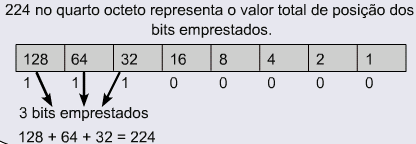 224 no quarto octeto representa o valor total de posição dos
bits emprestados.
128 64 32 16 8 4 2 1
1 1 1 0 0 0 0 0
3 bits emprestados
128 + 64 + 32 = 224